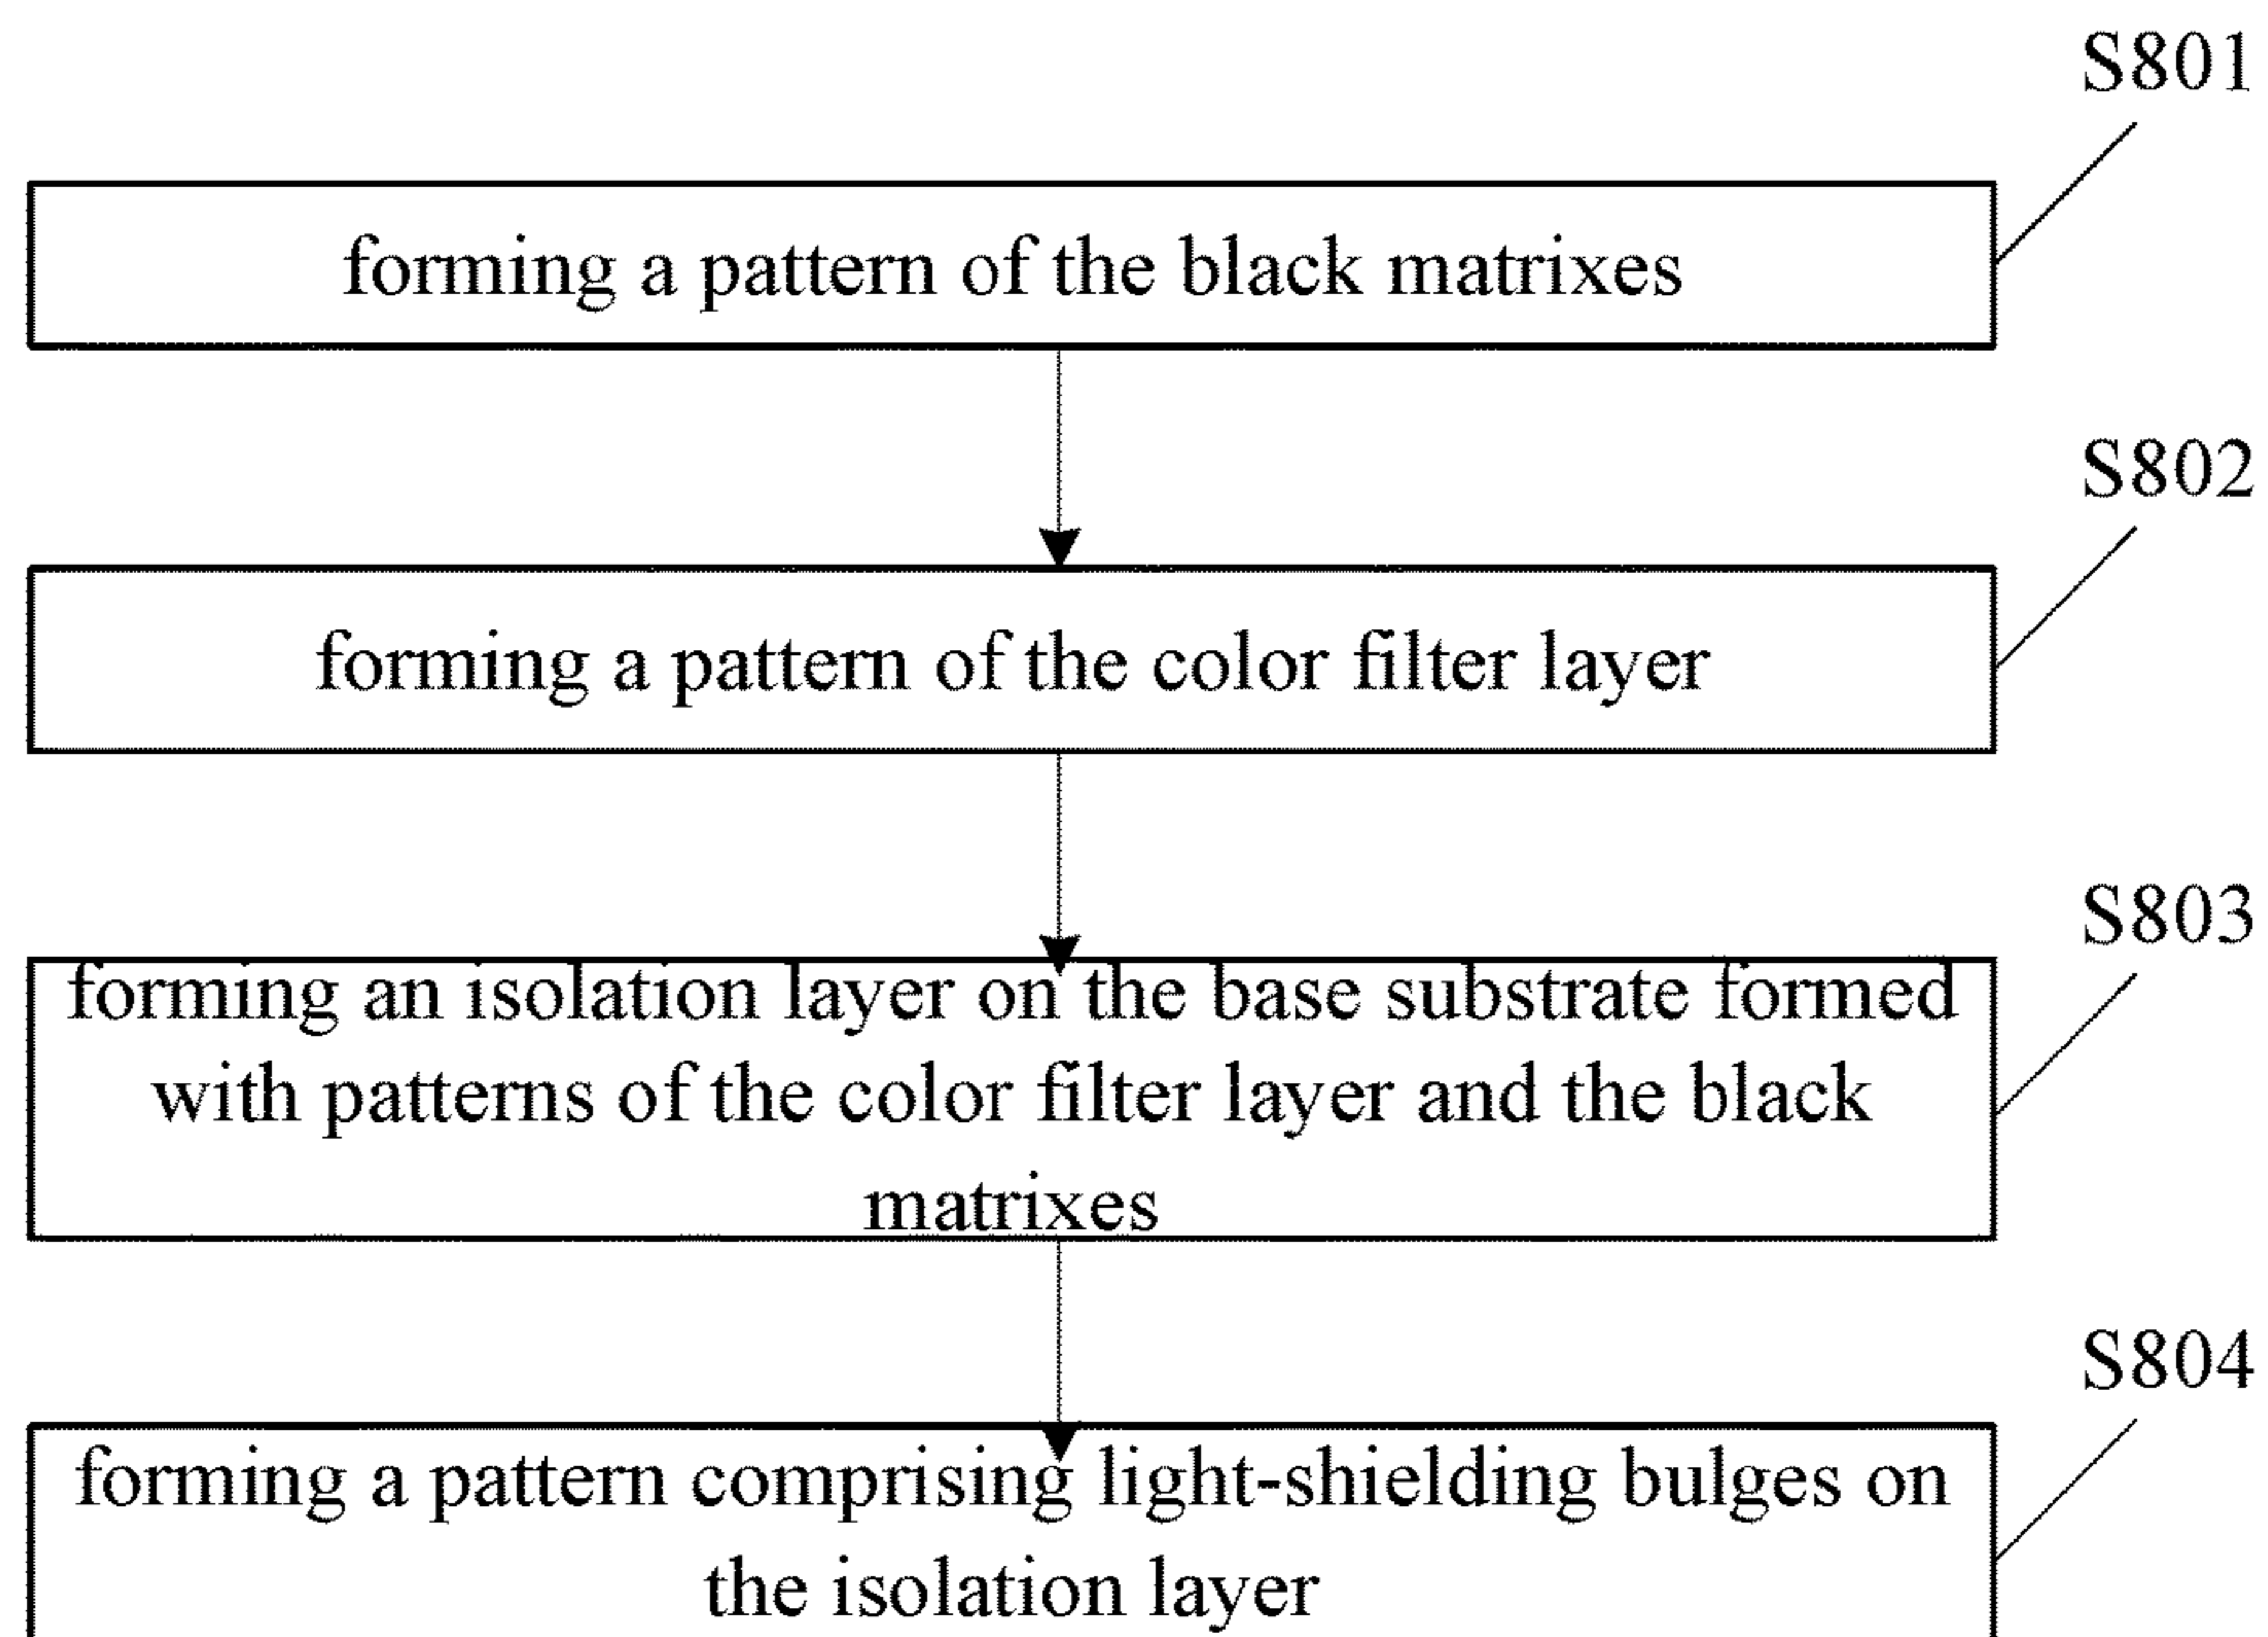 S801
forming a pattern of the black matrixes
S802
forming a pattern of the color filter layer
S803
forming an isolation layer on the base substrate formed
with patterns of the color filter layer and the black
matrixes
S804
forming a pattern comprising light-shielding bulges on
the isolation layer